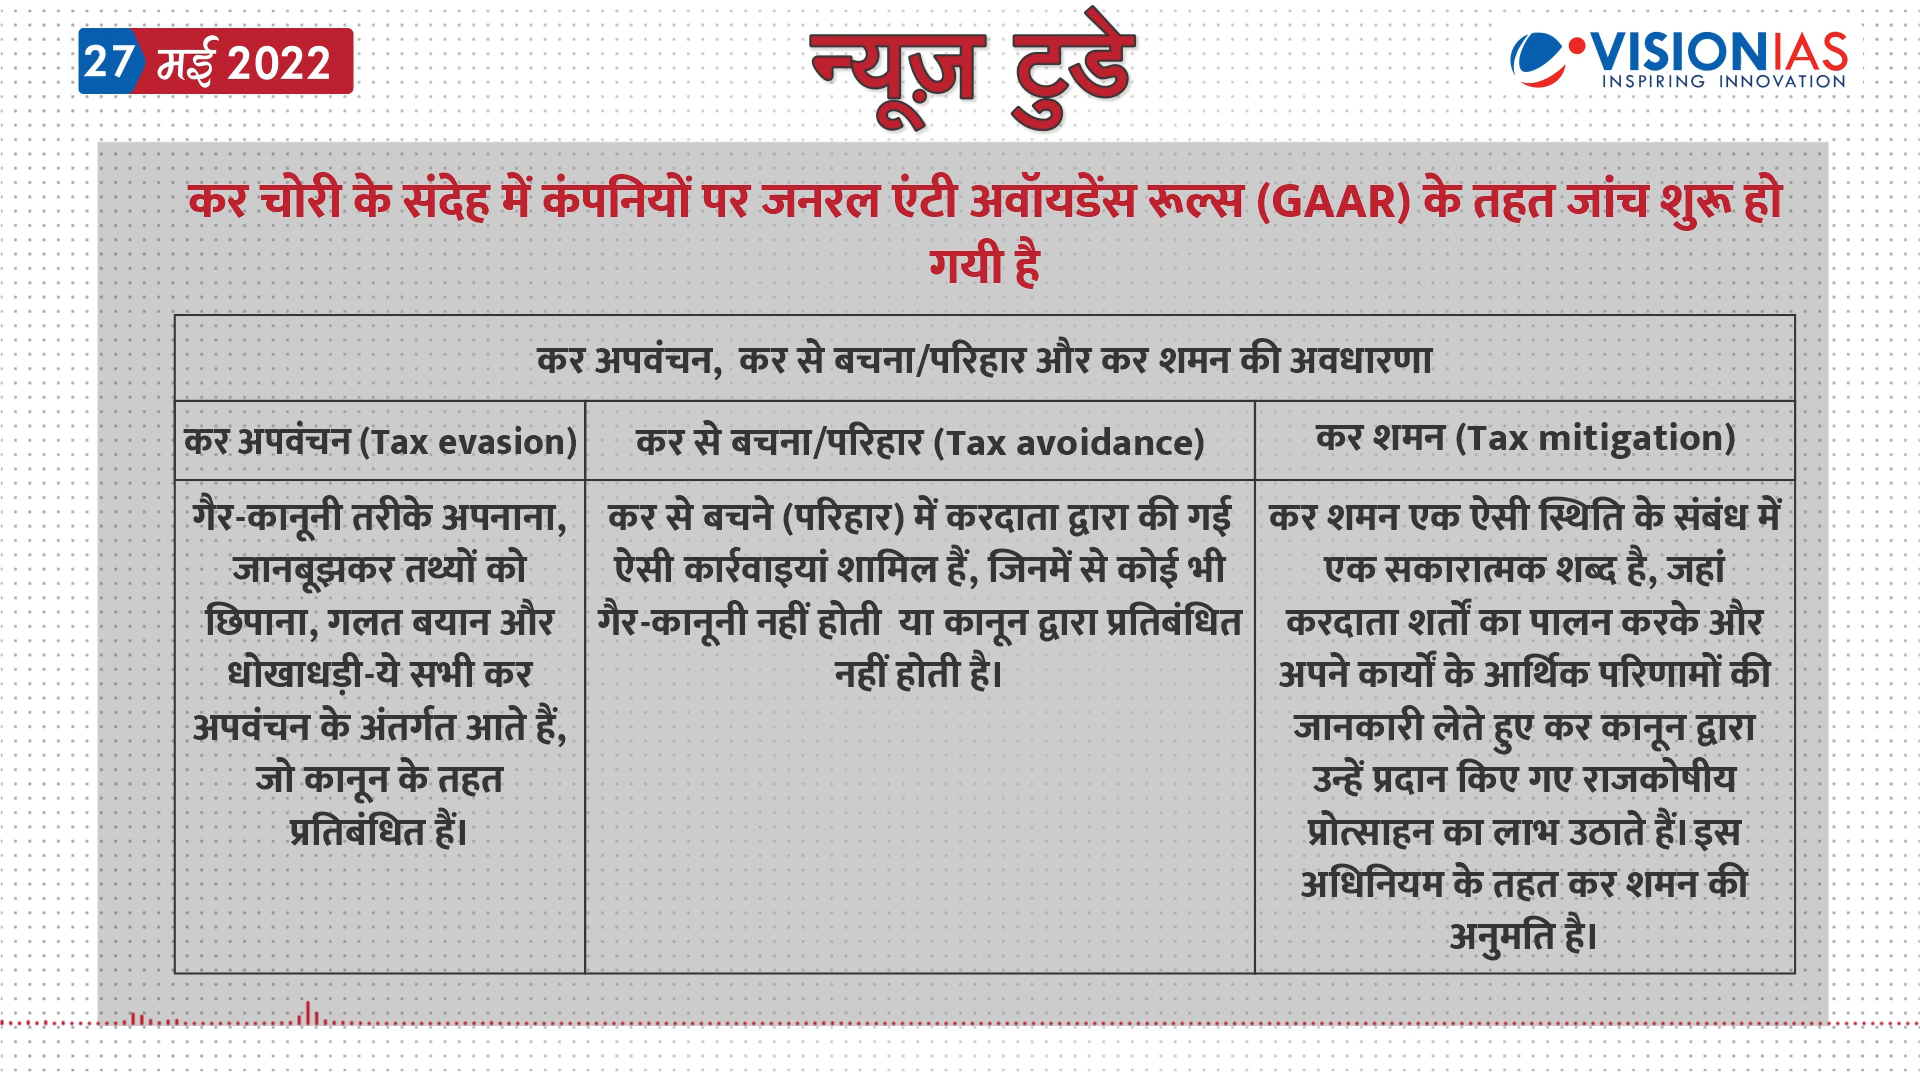 27 मई 2022
न्यूज़ टुडे
VISIONIAS
INSPIRING INNOVATION
कर चोरी के संदेह में कंपनियों पर जनरल एंटी अवॉयडेंस रूल्स (GAAR) के तहत जांच शुरू हो
गयी है
कर अपवंचन, कर से बचना/परिहार और कर शमन की अवधारणा
कर अपवंचन (Tax evasion)
कर से बचना/परिहार (Tax avoidance)
कर शमन (Tax mitigation)
गैर-कानूनी तरीके अपनाना,
जानबूझकर तथ्यों को
छिपाना, गलत बयान और
धोखाधड़ी-ये सभी कर
अपवंचन के अंतर्गत आते हैं,
जो कानून के तहत
प्रतिबंधित हैं।
कर से बचने (परिहार) में करदाता द्वारा की गई
ऐसी कार्रवाइयां शामिल हैं, जिनमें से कोई भी
गैर-कानूनी नहीं होती या कानून द्वारा प्रतिबंधित
नहीं होती है।
कर शमन एक ऐसी स्थिति के संबंध में
एक सकारात्मक शब्द है, जहां
करदाता शर्तों का पालन करके और
अपने कार्यों के आर्थिक परिणामों की
जानकारी लेते हुए कर कानून द्वारा
उन्हें प्रदान किए गए राजकोषीय
प्रोत्साहन का लाभ उठाते हैं। इस
अधिनियम के तहत कर शमन की
अनुमति है।